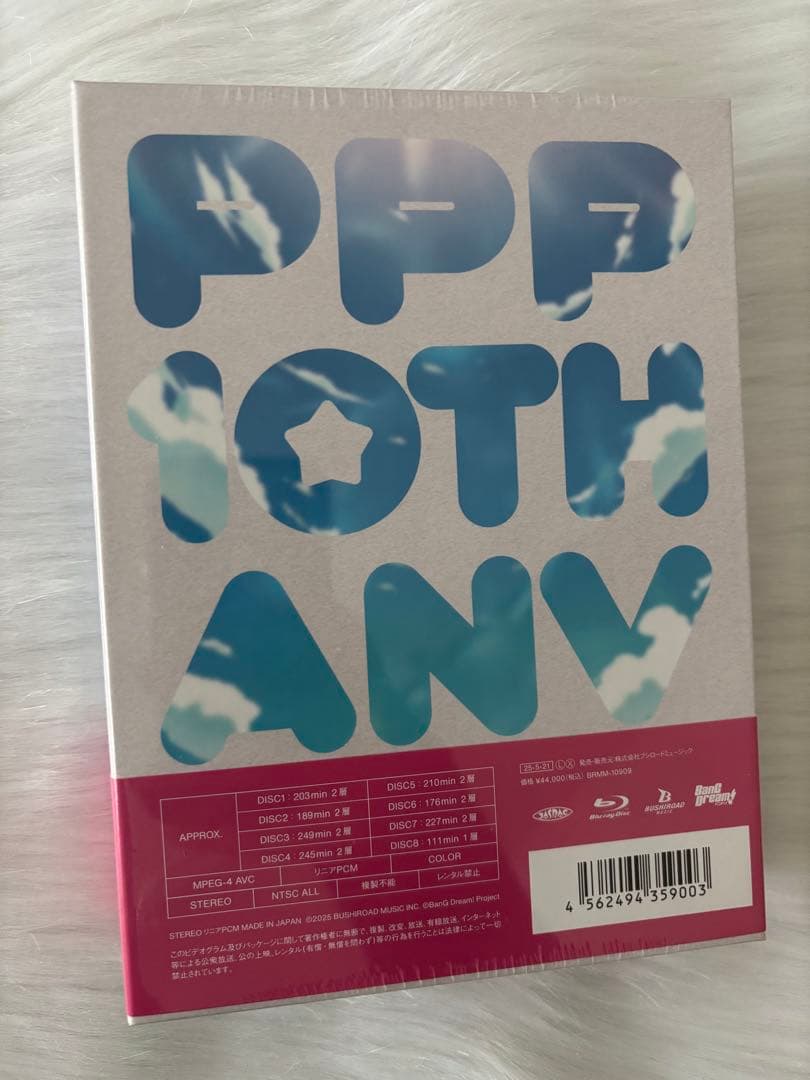 PPP
10TH
ANV
APPROX.
DISC1：203min 2層
DISC5：210min 2層
DISC2：189min 2層
DISC6：176min 2層
DISC3：249min 2層
DISC7：227min 2層
DISC4：245min 2層
DISC8：111min 1層
MPEG-4 AVC
リニアPCM
COLOR
STEREO
NTSC ALL
複製不能
レンタル禁止
STEREO リニアPCM MADE IN JAPAN ©2025 BUSHIROAD MUSIC INC. ©BanG Dream! Project
このビデオグラム及びパッケージに関して著作権者に無断で、複製、改変、放送、有線放送、インターネット
等による公衆放送、公の上映、レンタル(有償・無償を問わず)等の行為を行うことは法律によって一切
禁止されています。
25・5・21 L X 発売・販売元：株式会社ブシロードミュージック
価格 ¥44,000(税込) BRMM-10909
JASRAC
Blu-ray Disc
BUSHIROAD
MUSIC
BanG
Dream!
4 562494 359003